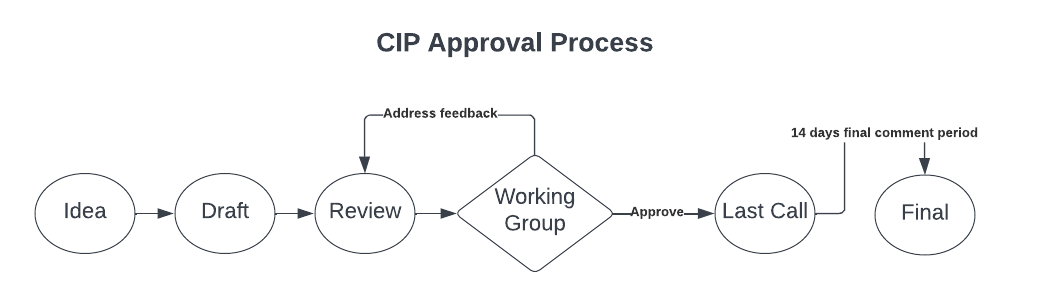 CIP Approval Process
Address feedback
14 days final comment period
Idea
Draft
Review
Working
Group
Approve
Last Call
Final